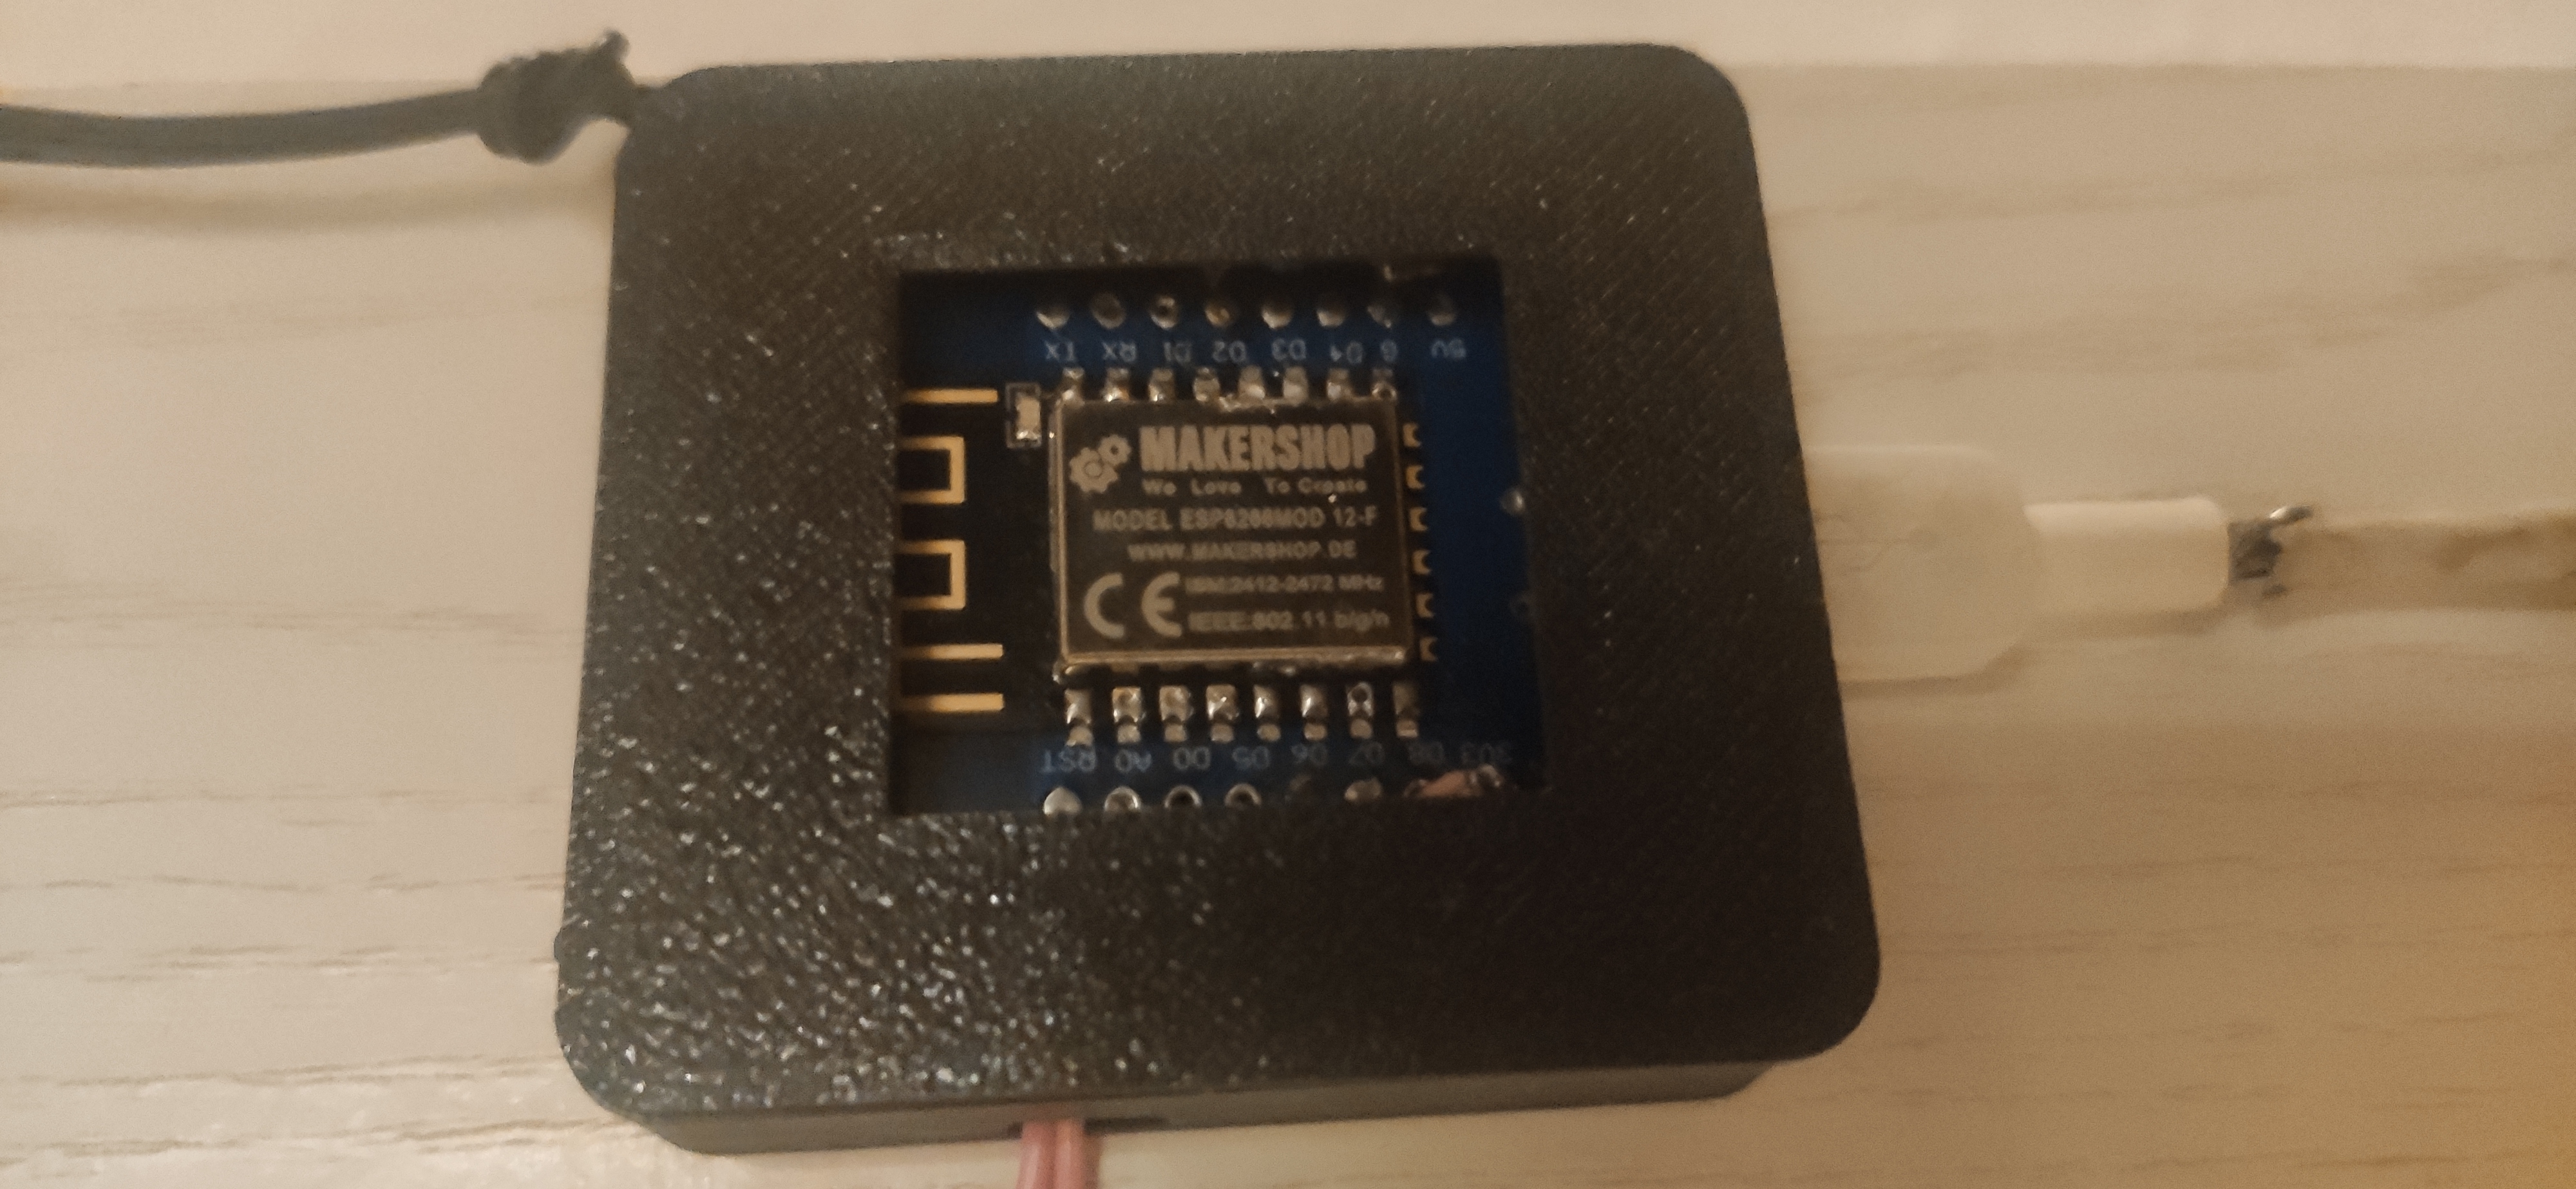 MAKERSHOP
We Love To Create
MODEL ESP8266MOD 12-F
WWW.MAKERSHOP.DE
CE
2412-2472 MHz
IEEE 802.11 b/g/n
TX
RX
D1
D2
D3
D4
G
5V
RST
A0
D0
D5
D6
D7
D8
3V3